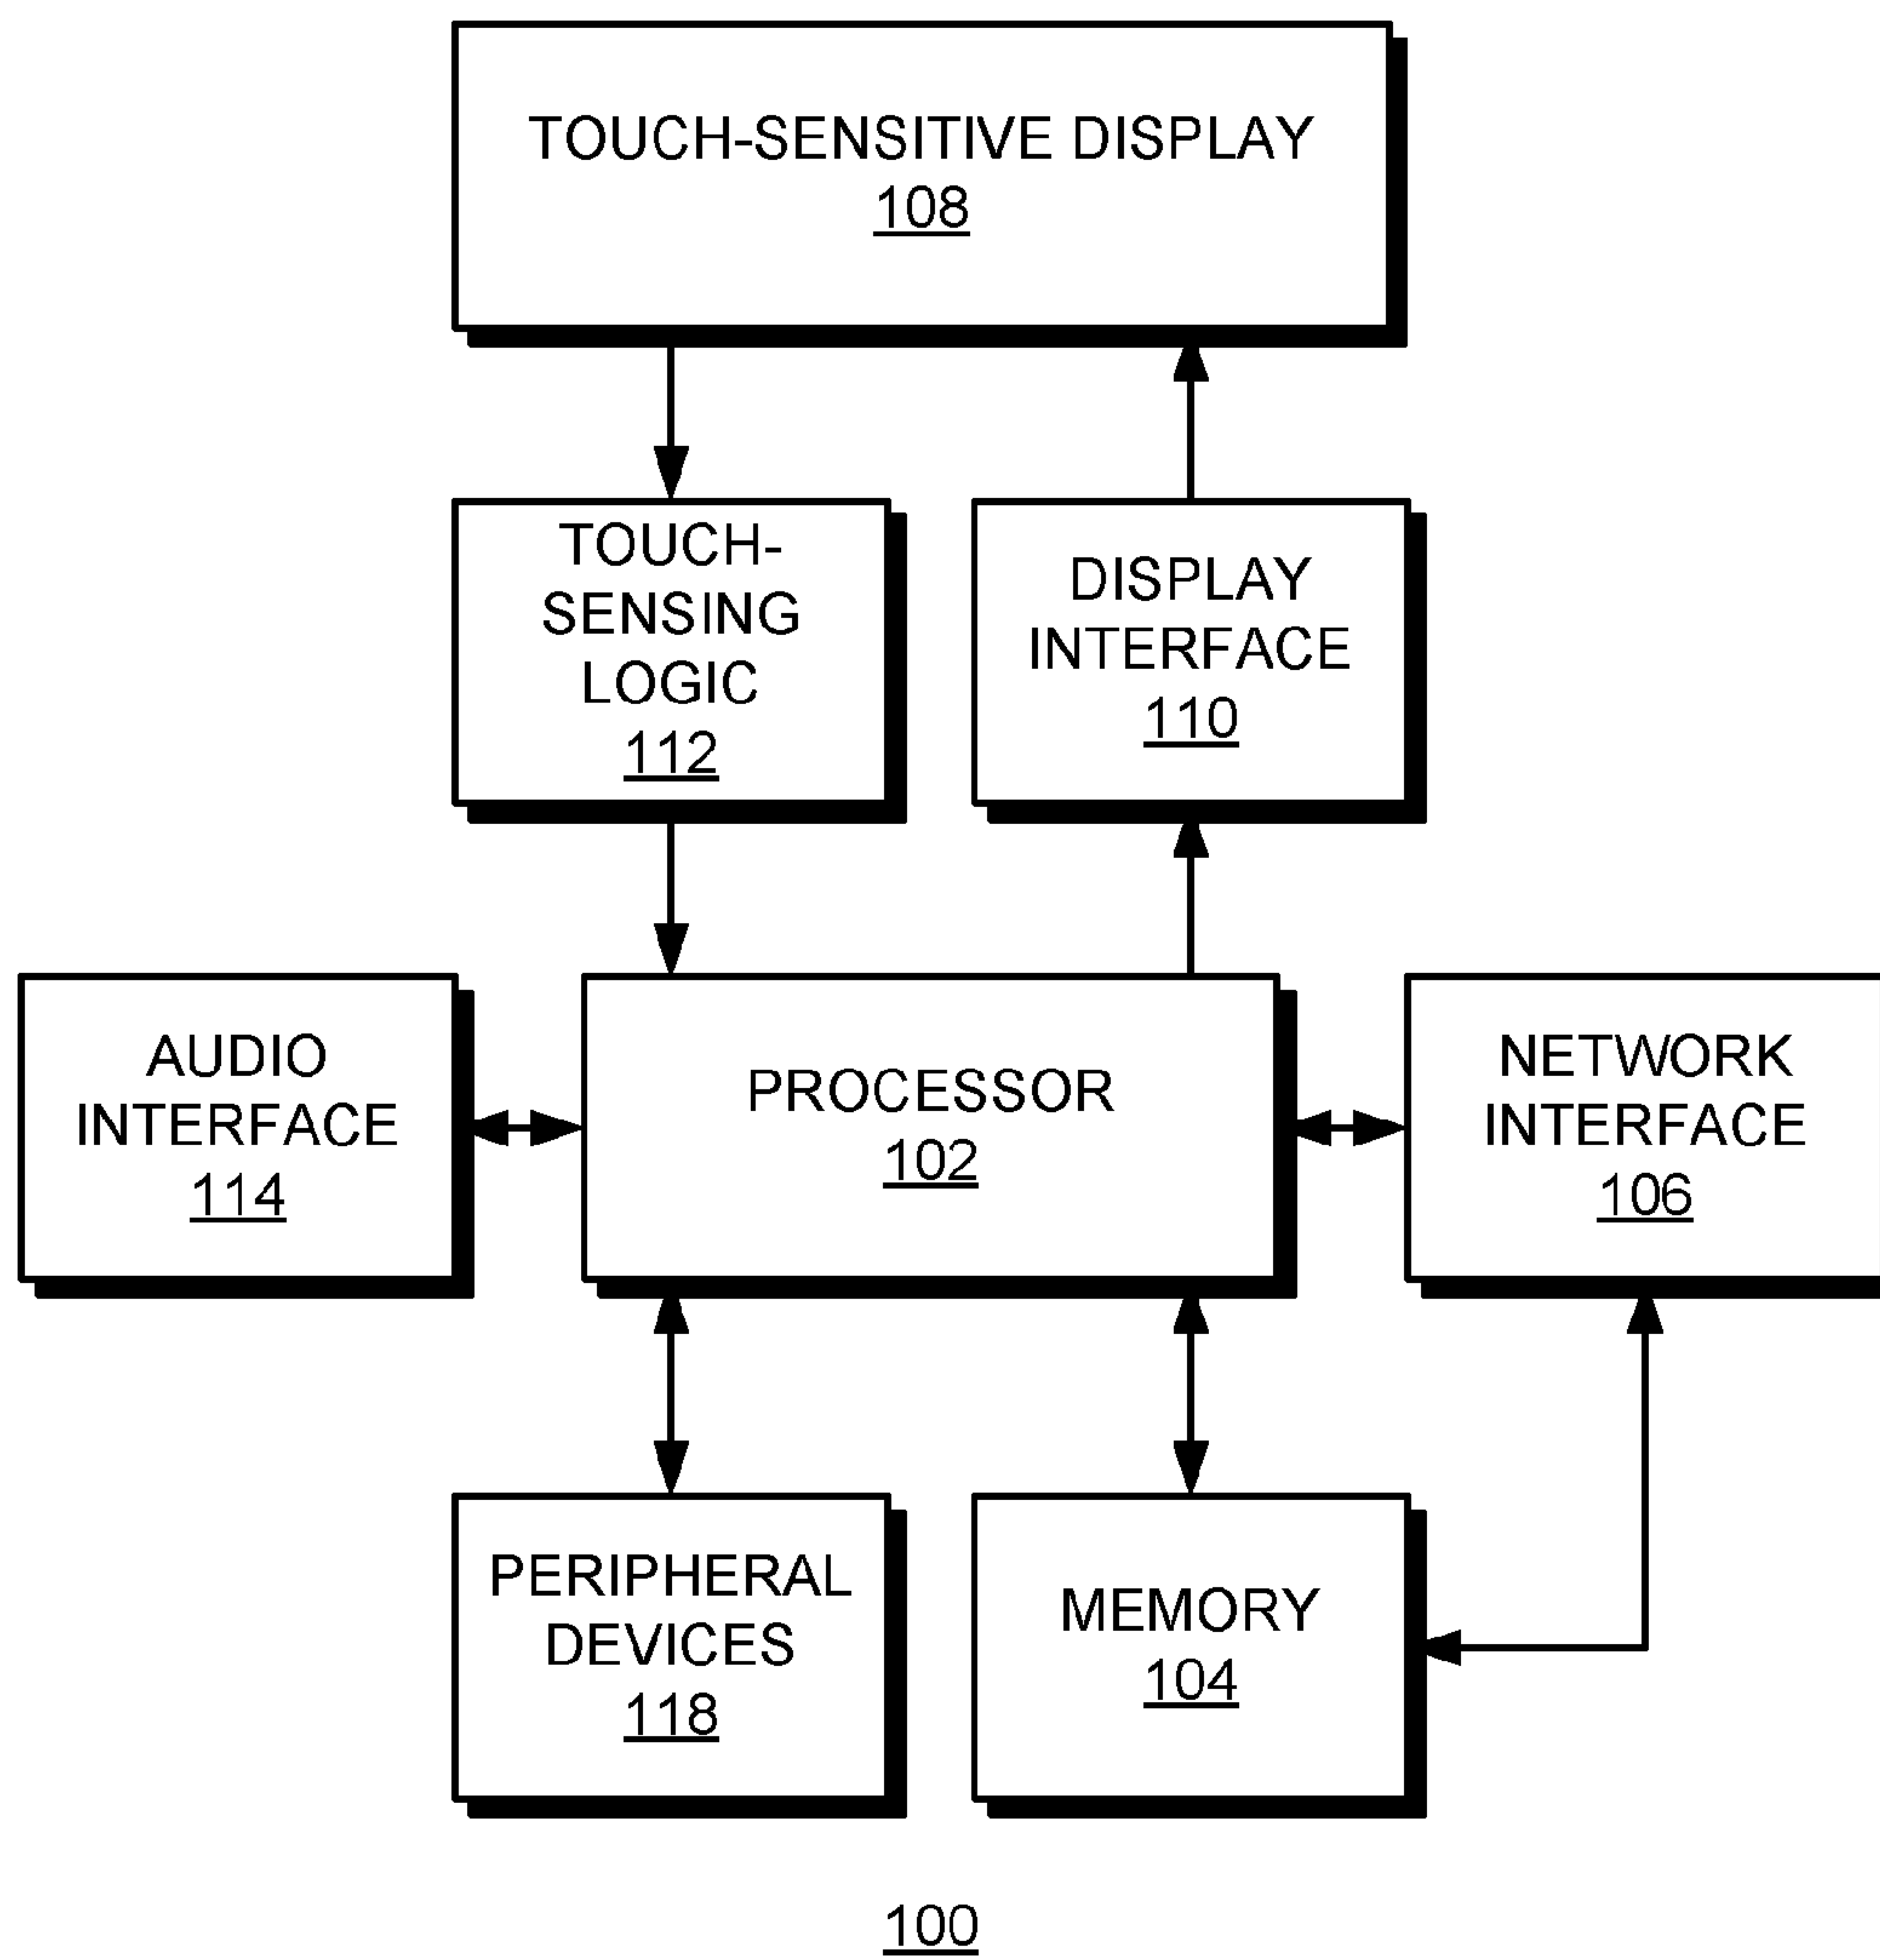 TOUCH-SENSITIVE DISPLAY
108
TOUCH-
SENSING
LOGIC
112
DISPLAY
INTERFACE
110
AUDIO
INTERFACE
114
PROCESSOR
102
NETWORK
INTERFACE
106
PERIPHERAL
DEVICES
118
MEMORY
104
100